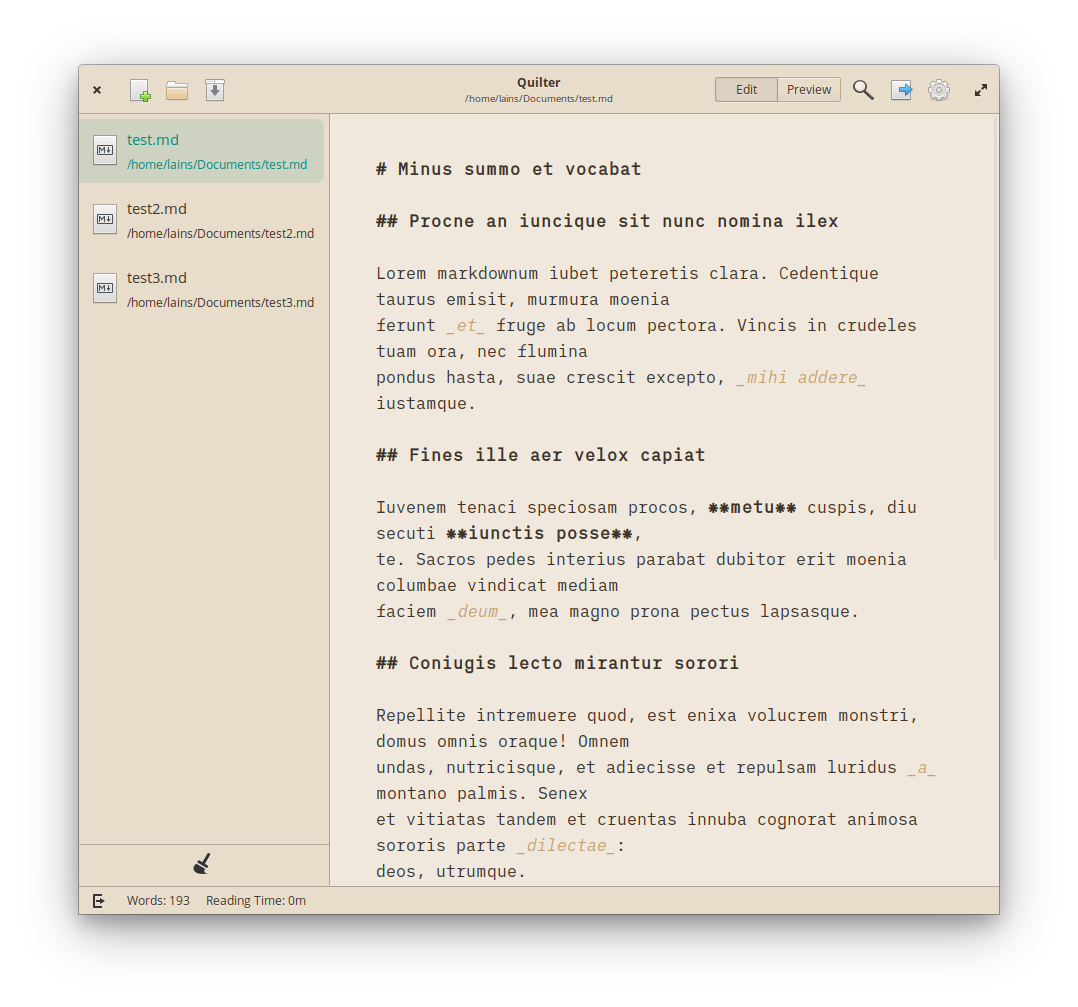 Quilter
/home/lains/Documents/test.md
Edit
Preview
test.md
/home/lains/Documents/test.md
test2.md
/home/lains/Documents/test2.md
test3.md
/home/lains/Documents/test3.md
# Minus summo et vocabat
## Procne an iuncique sit nunc nomina ilex
Lorem markdownum iubet peteretis clara. Cedentique
taurus emisit, murmura moenia
ferunt _et_ fruge ab locum pectora. Vincis in crudeles
tuam ora, nec flumina
pondus hasta, suae crescit excepto, _mihi addere_
iustamque.
## Fines ille aer velox capiat
Iuvenem tenaci speciosam procos, **metu** cuspis, diu
secuti **iunctis posse**,
te. Sacros pedes interius parabat dubitor erit moenia
columbae vindicat mediam
faciem _deum_, mea magno prona pectus lapsasque.
## Coniugis lecto mirantur sorori
Repellite intremuere quod, est enixa volucrem monstri,
domus omnis oraque! Omnem
undas, nutricisque, et adiecisse et repulsam luridus _a_
montano palmis. Senex
et vitiatas tandem et cruentas innuba cognorat animosa
sororis parte _dilectae_:
deos, utrumque.
Words: 193
Reading Time: 0m